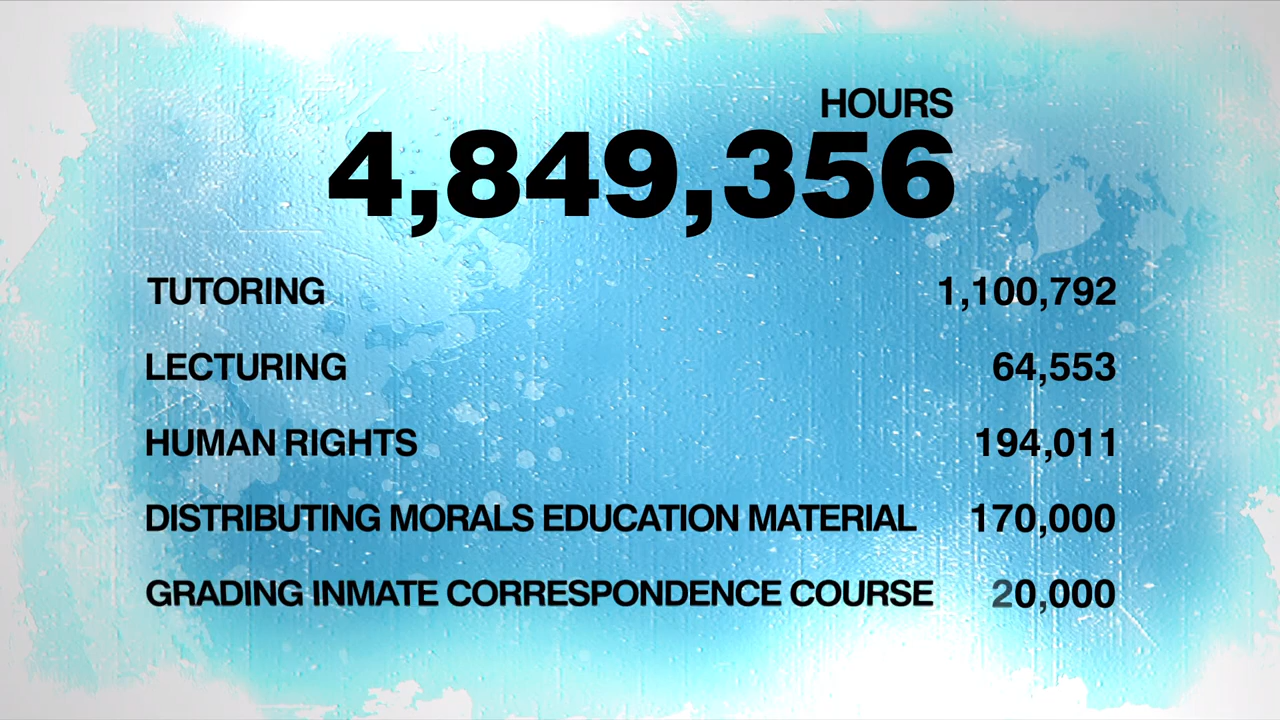 HOURS
4,849,356
TUTORING 1,100,792
LECTURING 64,553
HUMAN RIGHTS 194,011
DISTRIBUTING MORALS EDUCATION MATERIAL 170,000
GRADING INMATE CORRESPONDENCE COURSE 20,000